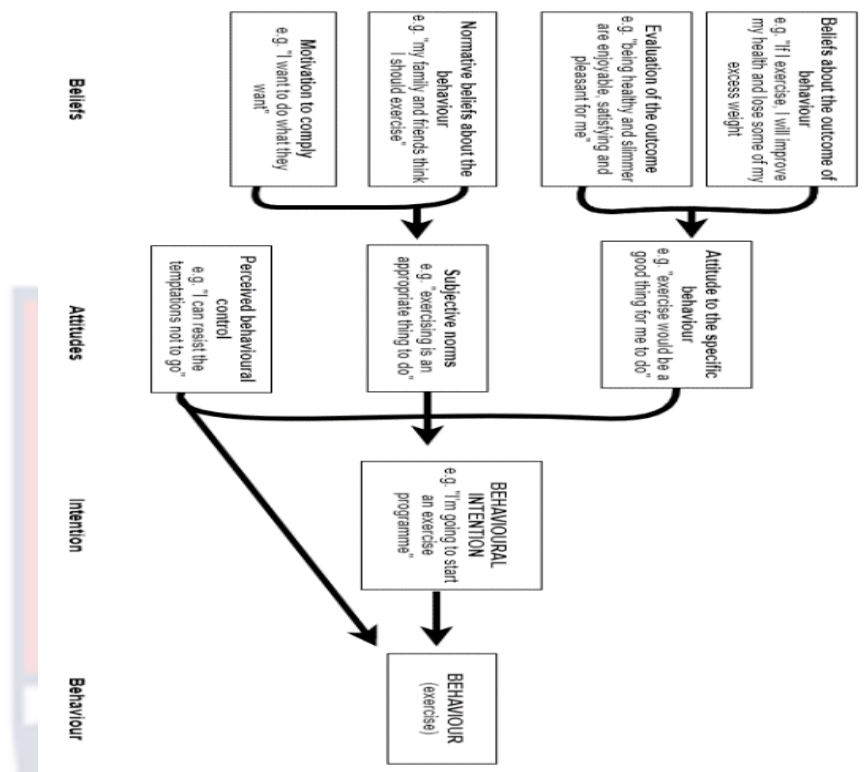 Beliefs about the outcome of
behaviour
e.g. "If I exercise, I will improve
my health and lose some of my
excess weight
Evaluation of the outcome
e.g. "being healthy and slimmer
are enjoyable, satisfying and
pleasant for me"
Normative beliefs about the
behaviour
e.g. "my family and friends think
I should exercise"
Motivation to comply
e.g. "I want to do what they
want"
Beliefs
Attitude to the specific
behaviour
e.g. "exercise would be a
good thing for me to do"
Subjective norms
e.g. "exercising is an
appropriate thing to do"
Perceived behavioural
control
e.g. "I can resist the
temptations not to go"
Attitudes
BEHAVIOURAL
INTENTION
e.g. "I'm going to start
an exercise
programme"
Intention
BEHAVIOUR
(exercise)
Behaviour